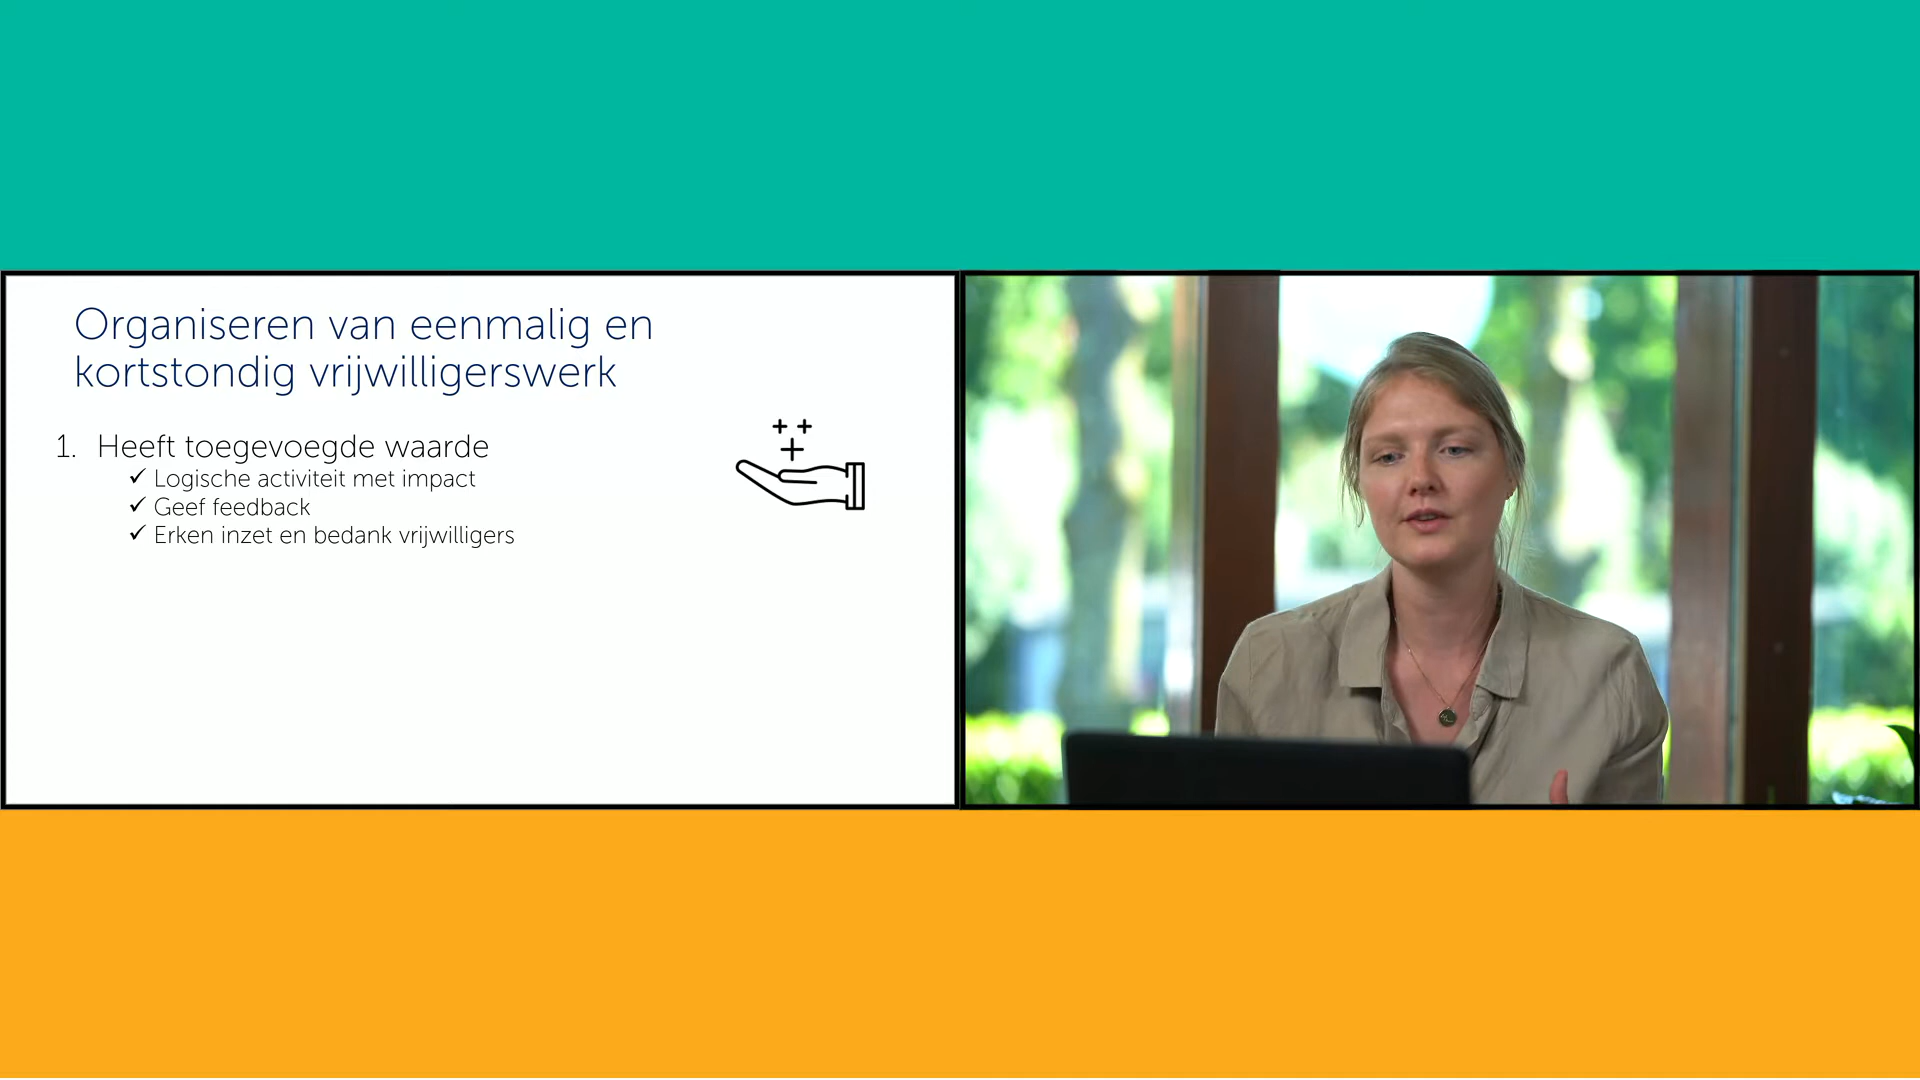 Organiseren van eenmalig en
kortstondig vrijwilligerswerk
1. Heeft toegevoegde waarde
✓ Logische activiteit met impact
✓ Geef feedback
✓ Erken inzet en bedank vrijwilligers